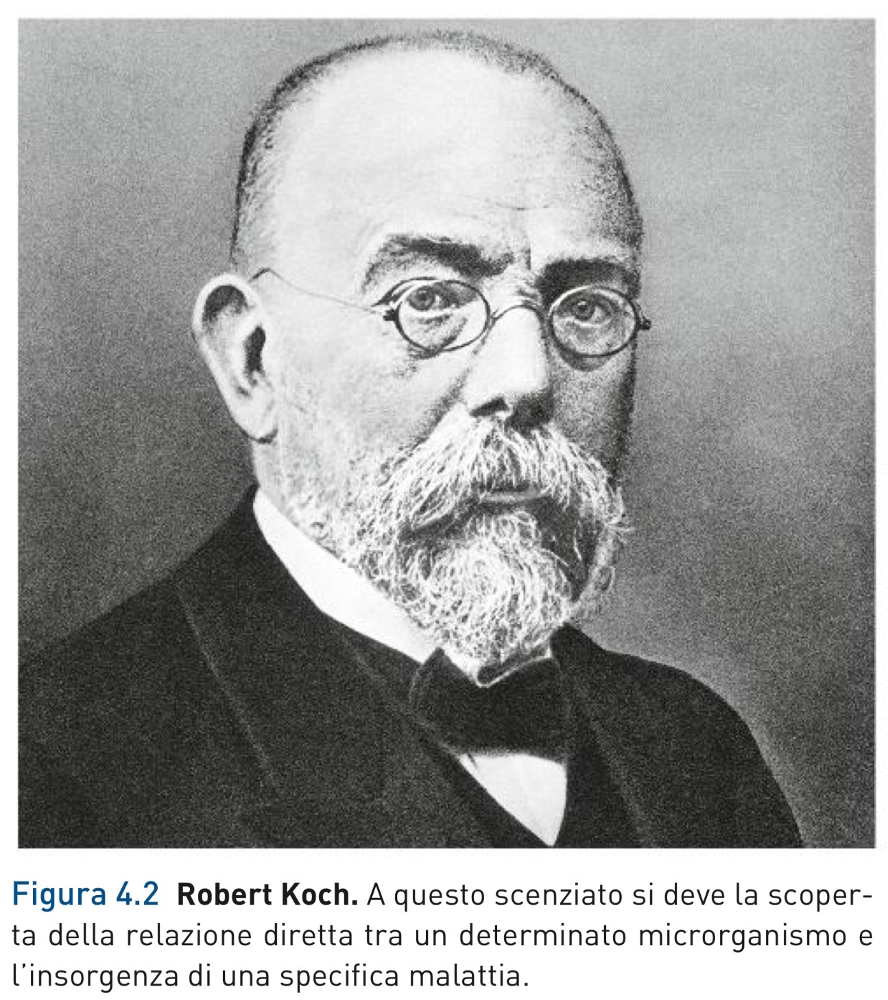 Figura 4.2 Robert Koch. A questo scenziato si deve la scoper-
ta della relazione diretta tra un determinato microrganismo e
l'insorgenza di una specifica malattia.